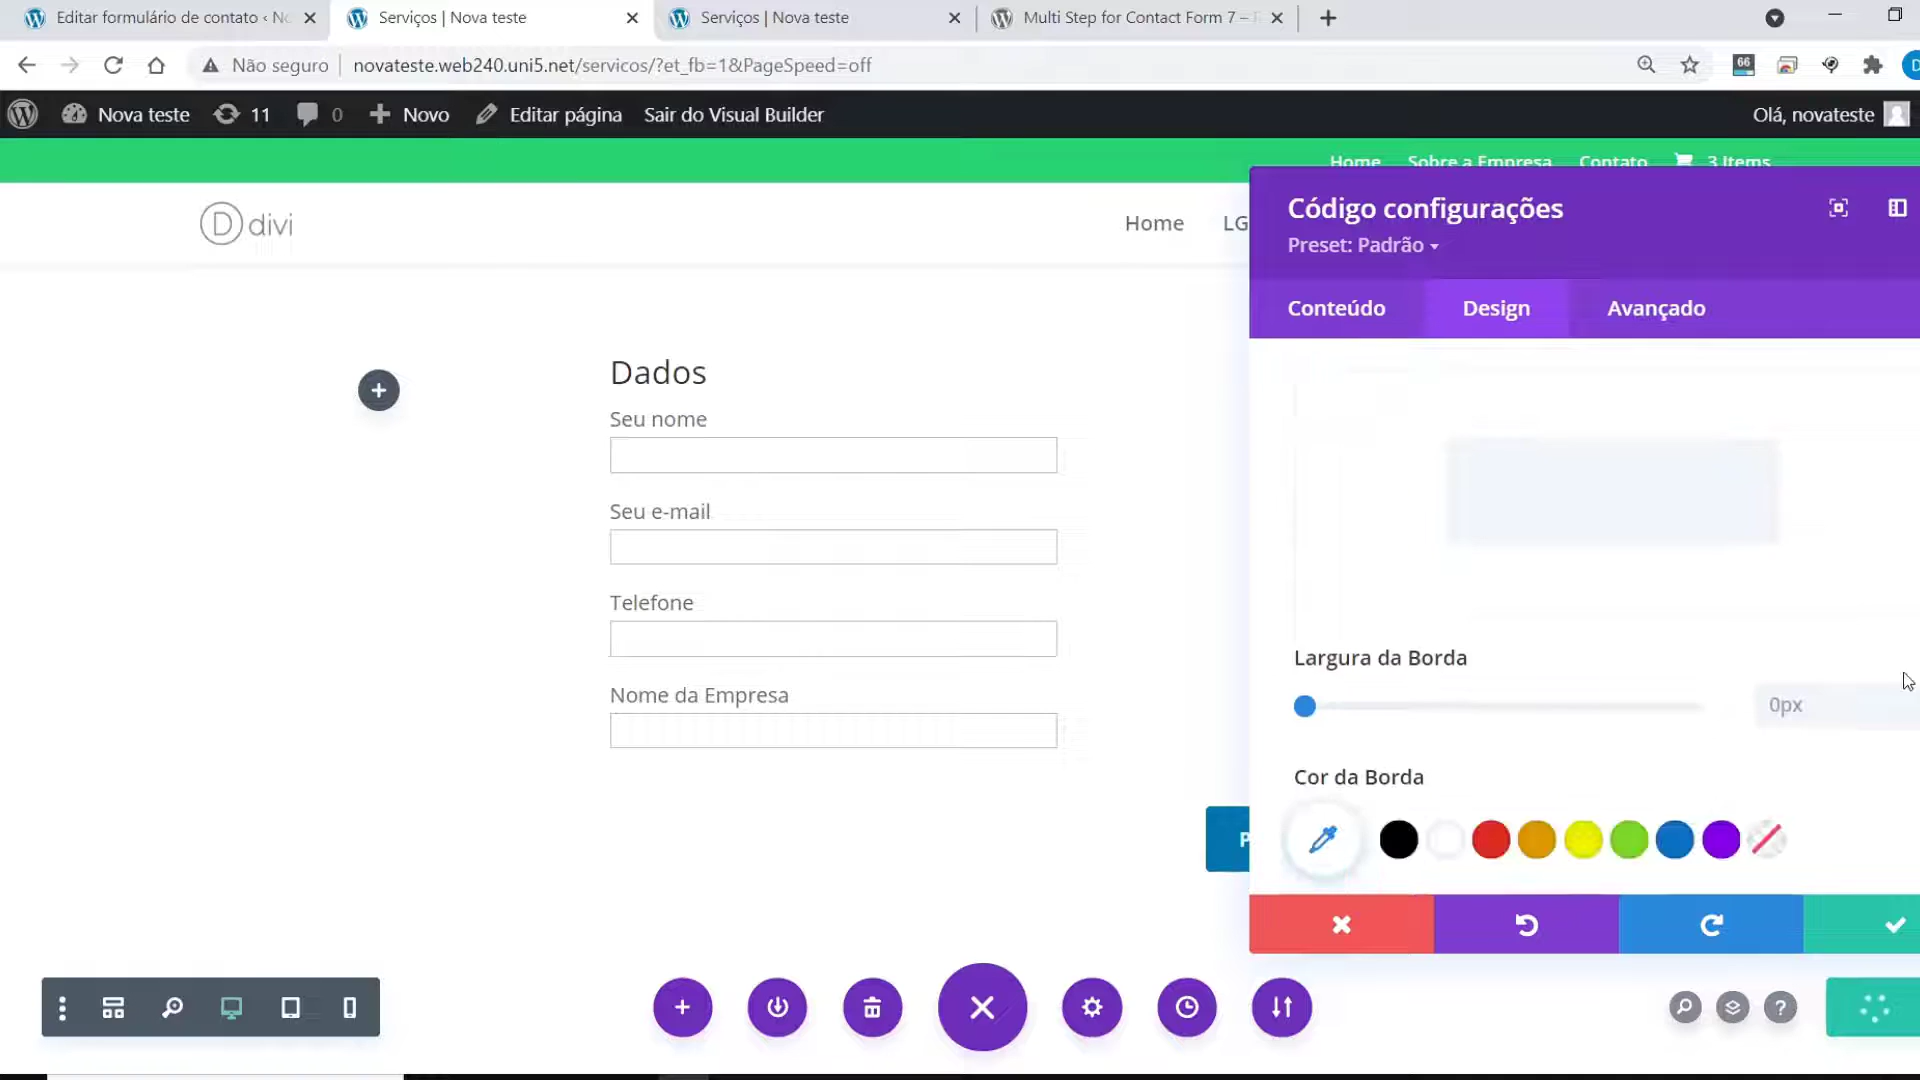 Editar formulário de contato ‹ No
Serviços | Nova teste
Serviços | Nova teste
Multi Step for Contact Form 7 –
Não seguro
novateste.web240.uni5.net/servicos/?et_fb=1&PageSpeed=off
66
D
Nova teste
11
0
Novo
Editar página
Sair do Visual Builder
Olá, novateste
Home
Sobre a Empresa
Contato
3 Items
D divi
Home
LG
Código configurações
Preset: Padrão
Conteúdo
Design
Avançado
Dados
Seu nome
Seu e-mail
Telefone
Nome da Empresa
Largura da Borda
0px
Cor da Borda
?